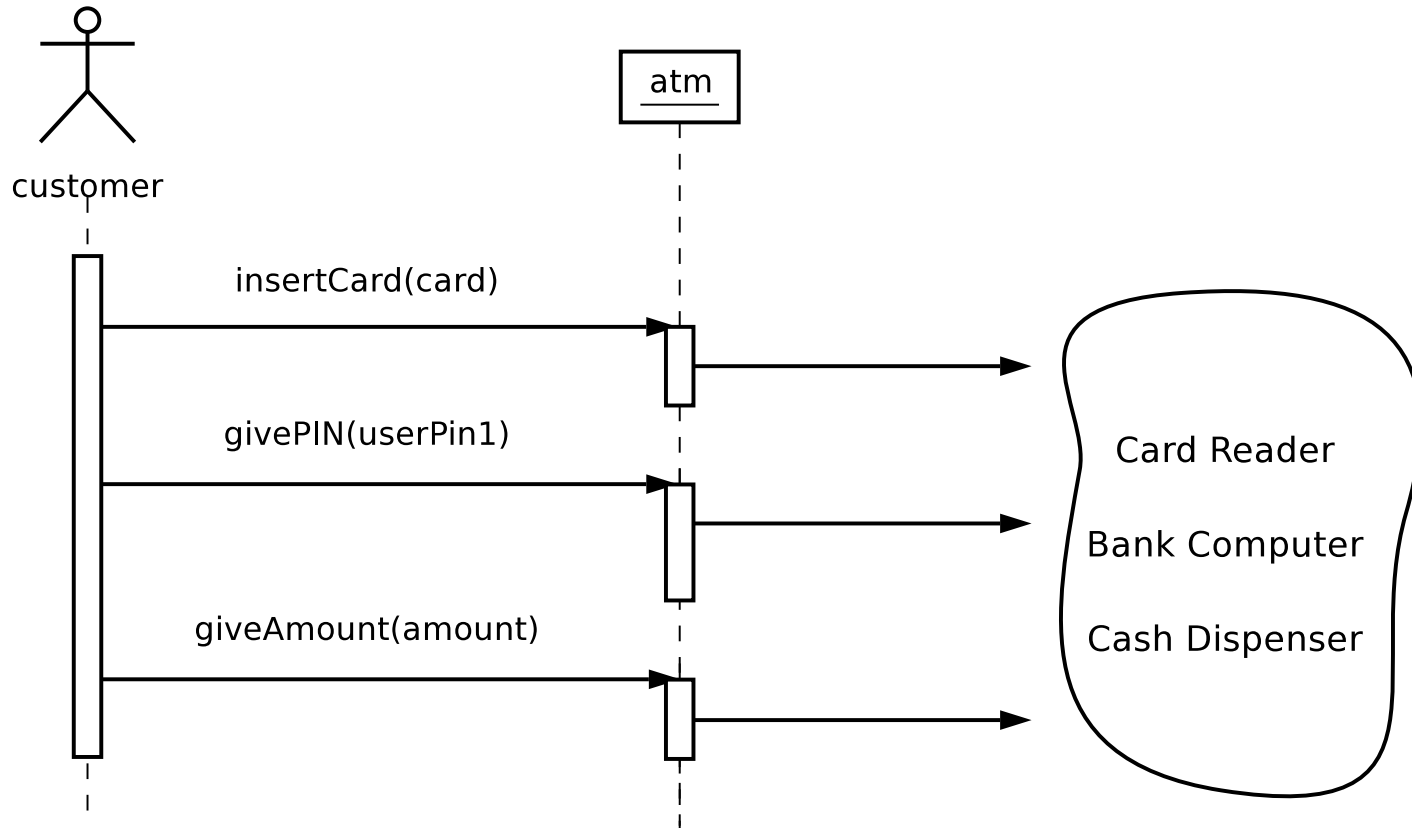 atm
customer
insertCard(card)
givePIN(userPin1)
Card Reader
Bank Computer
giveAmount(amount)
Cash Dispenser